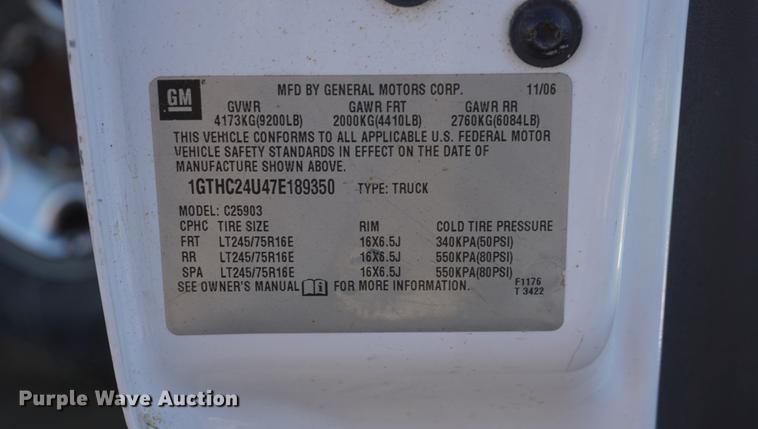 GM MFD BY GENERAL MOTORS CORP. 11/06
GVWR GAWR FRT GAWR RR
4173KG(9200LB) 2000KG(4410LB) 2760KG(6084LB)
THIS VEHICLE CONFORMS TO ALL APPLICABLE U.S. FEDERAL MOTOR
VEHICLE SAFETY STANDARDS IN EFFECT ON THE DATE OF
MANUFACTURE SHOWN ABOVE.
1GTHC24U47E189350 TYPE: TRUCK
MODEL: C25903
CPHC TIRE SIZE RIM COLD TIRE PRESSURE
FRT LT245/75R16E 16X6.5J 340KPA(50PSI)
RR LT245/75R16E 16X6.5J 550KPA(80PSI)
SPA LT245/75R16E 16X6.5J 550KPA(80PSI)
SEE OWNER'S MANUAL FOR MORE INFORMATION. F1176
T 3422
Purple Wave Auction